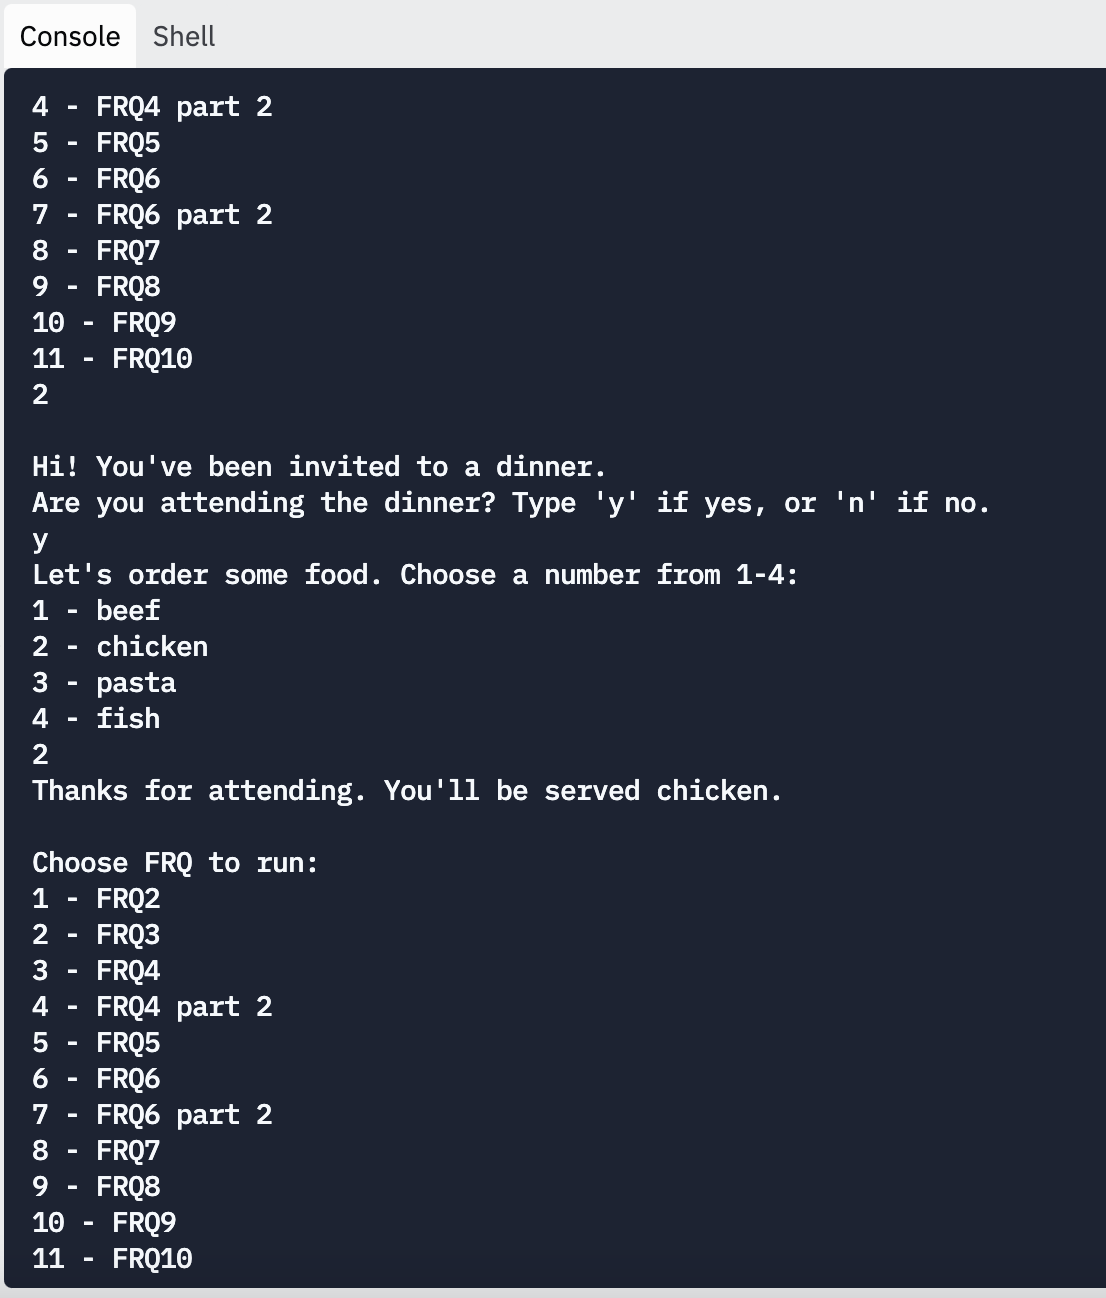 Console Shell
4 - FRQ4 part 2
5 - FRQ5
6 - FRQ6
7 - FRQ6 part 2
8 - FRQ7
9 - FRQ8
10 - FRQ9
11 - FRQ10
2
Hi! You've been invited to a dinner.
Are you attending the dinner? Type 'y' if yes, or 'n' if no.
y
Let's order some food. Choose a number from 1-4:
1 - beef
2 - chicken
3 - pasta
4 - fish
2
Thanks for attending. You'll be served chicken.
Choose FRQ to run:
1 - FRQ2
2 - FRQ3
3 - FRQ4
4 - FRQ4 part 2
5 - FRQ5
6 - FRQ6
7 - FRQ6 part 2
8 - FRQ7
9 - FRQ8
10 - FRQ9
11 - FRQ10